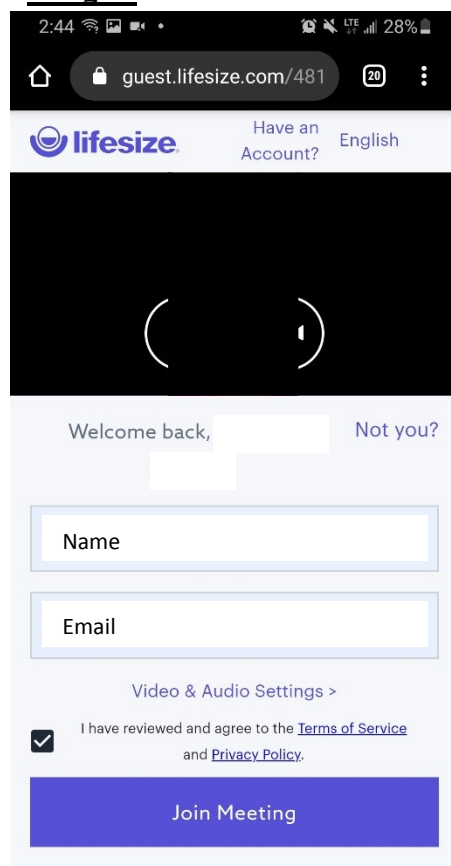 2:44 LTE 28%
guest.lifesize.com/481 20
lifesize. Have an Account? English
Welcome back, Not you?
Name
Email
Video & Audio Settings >
I have reviewed and agree to the Terms of Service
and Privacy Policy.
Join Meeting